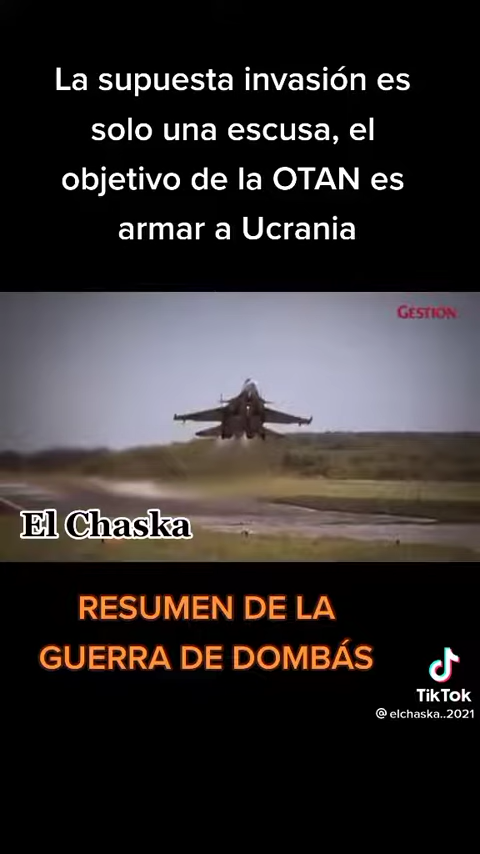 La supuesta invasión es
solo una escusa, el
objetivo de la OTAN es
armar a Ucrania
GESTIÓN
El Chaska
RESUMEN DE LA
GUERRA DE DOMBÁS
TikTok
@elchaska..2021